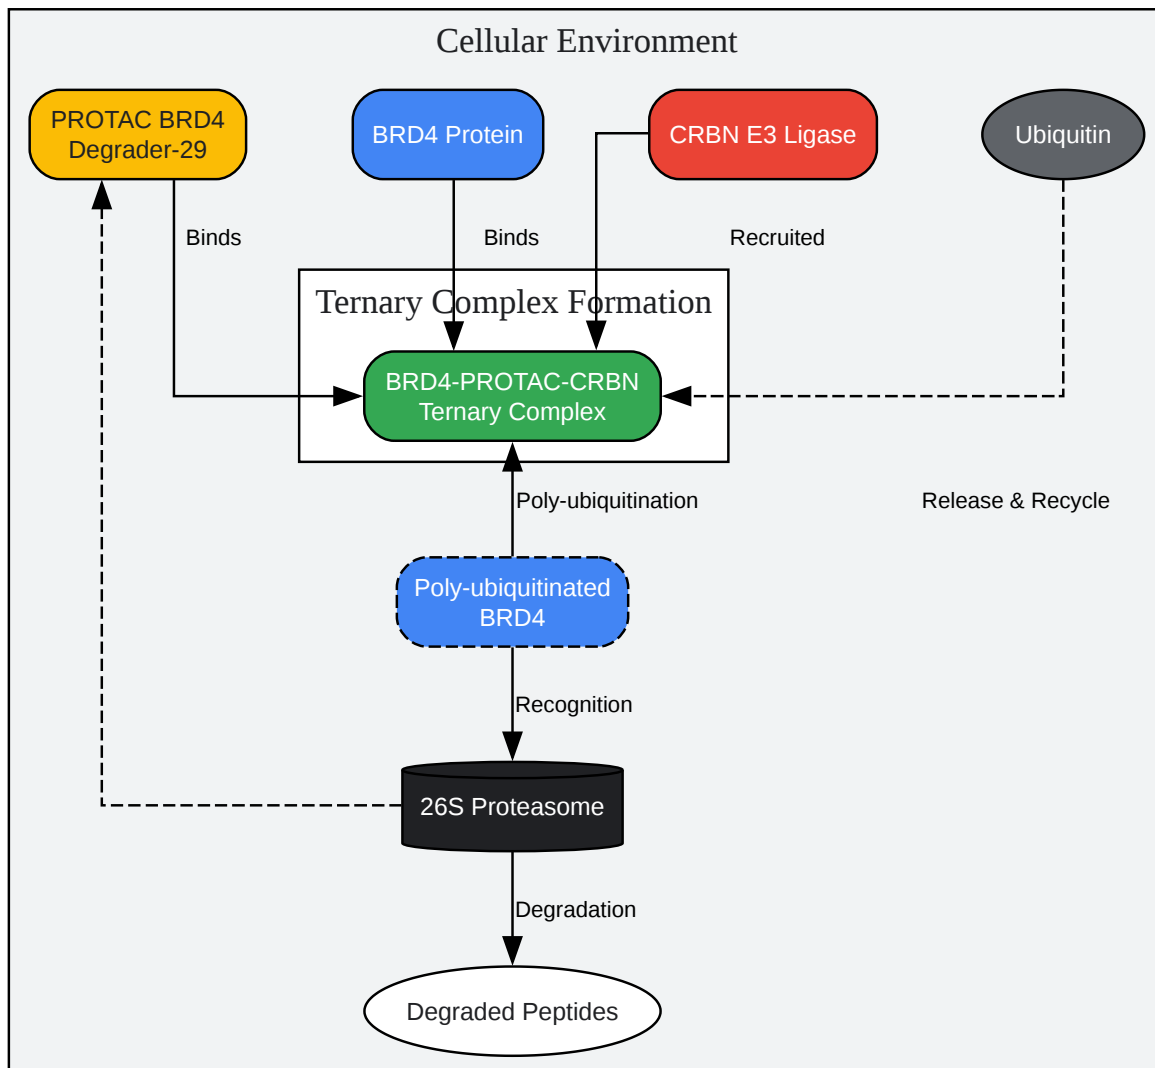 Cellular Environment
PROTAC BRD4
Degrader-29
BRD4 Protein
CRBN E3 Ligase
Ubiquitin
Binds
Binds
Recruited
Ternary Complex Formation
BRD4-PROTAC-CRBN
Ternary Complex
Poly-ubiquitination
Release & Recycle
Poly-ubiquitinated
BRD4
Recognition
26S Proteasome
Degradation
Degraded Peptides